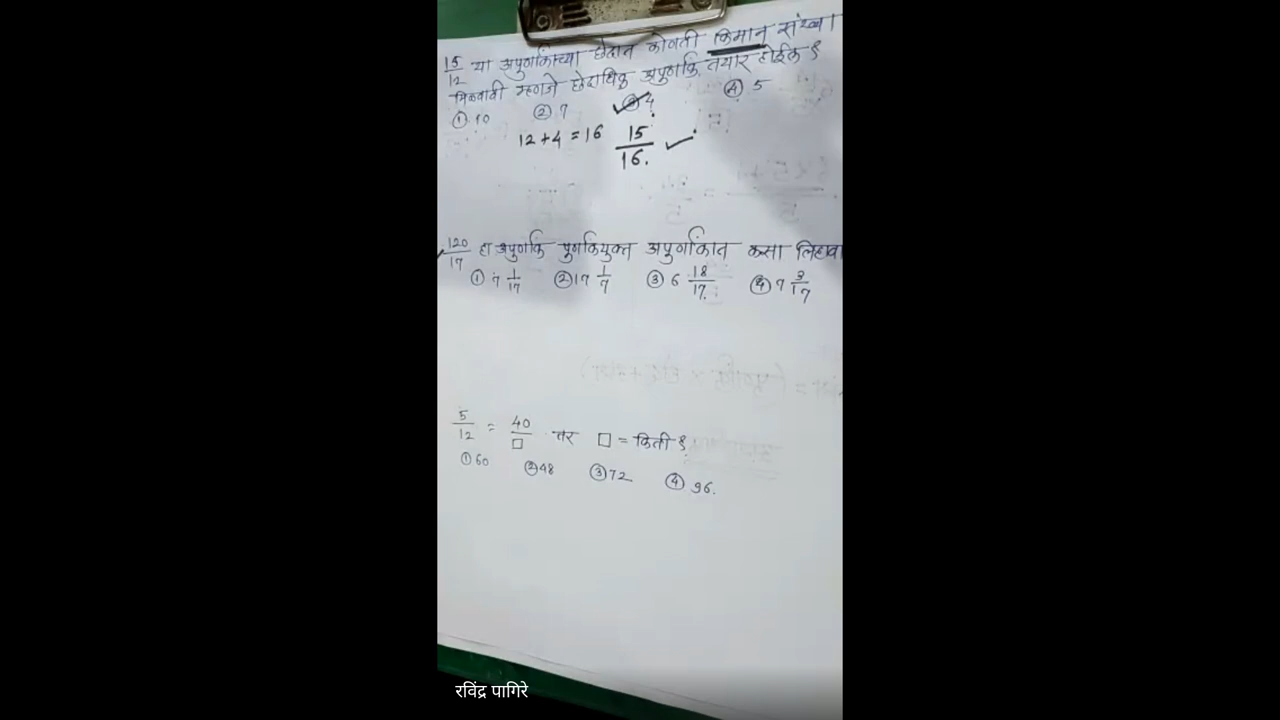 15/12 या अपुर्णांकाच्या छेदात कोणती किमान संख्या
मिळवावी म्हणजे छेदाधिक अपुर्णांक तयार होईल ?
① 10 ② 7 ③ 4 ④ 5
12 + 4 = 16 15/16. ✓
120/17 हा अपुर्णांक पुर्णांकयुक्त अपुर्णांकात कसा लिहावा
① 7 1/17 ② 17 1/7 ③ 6 18/17. ④ 7 3/17
5/12 = 40/□ तर □ = किती ?
① 60 ② 48 ③ 72 ④ 96.
रविंद्र पागिरे